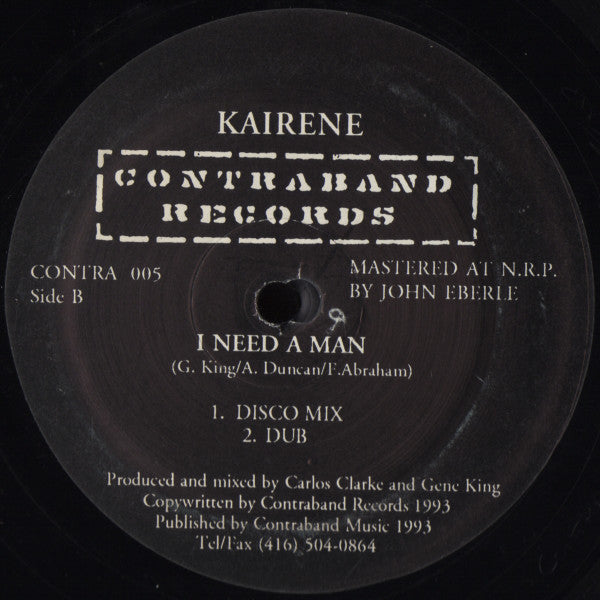 KAIRENE
CONTRABAND
RECORDS
CONTRA 005
Side B
MASTERED AT N.R.P.
BY JOHN EBERLE
I NEED A MAN
(G. King/A. Duncan/F.Abraham)
1. DISCO MIX
2. DUB
Produced and mixed by Carlos Clarke and Gene King
Copywritten by Contraband Records 1993
Published by Contraband Music 1993
Tel/Fax (416) 504-0864